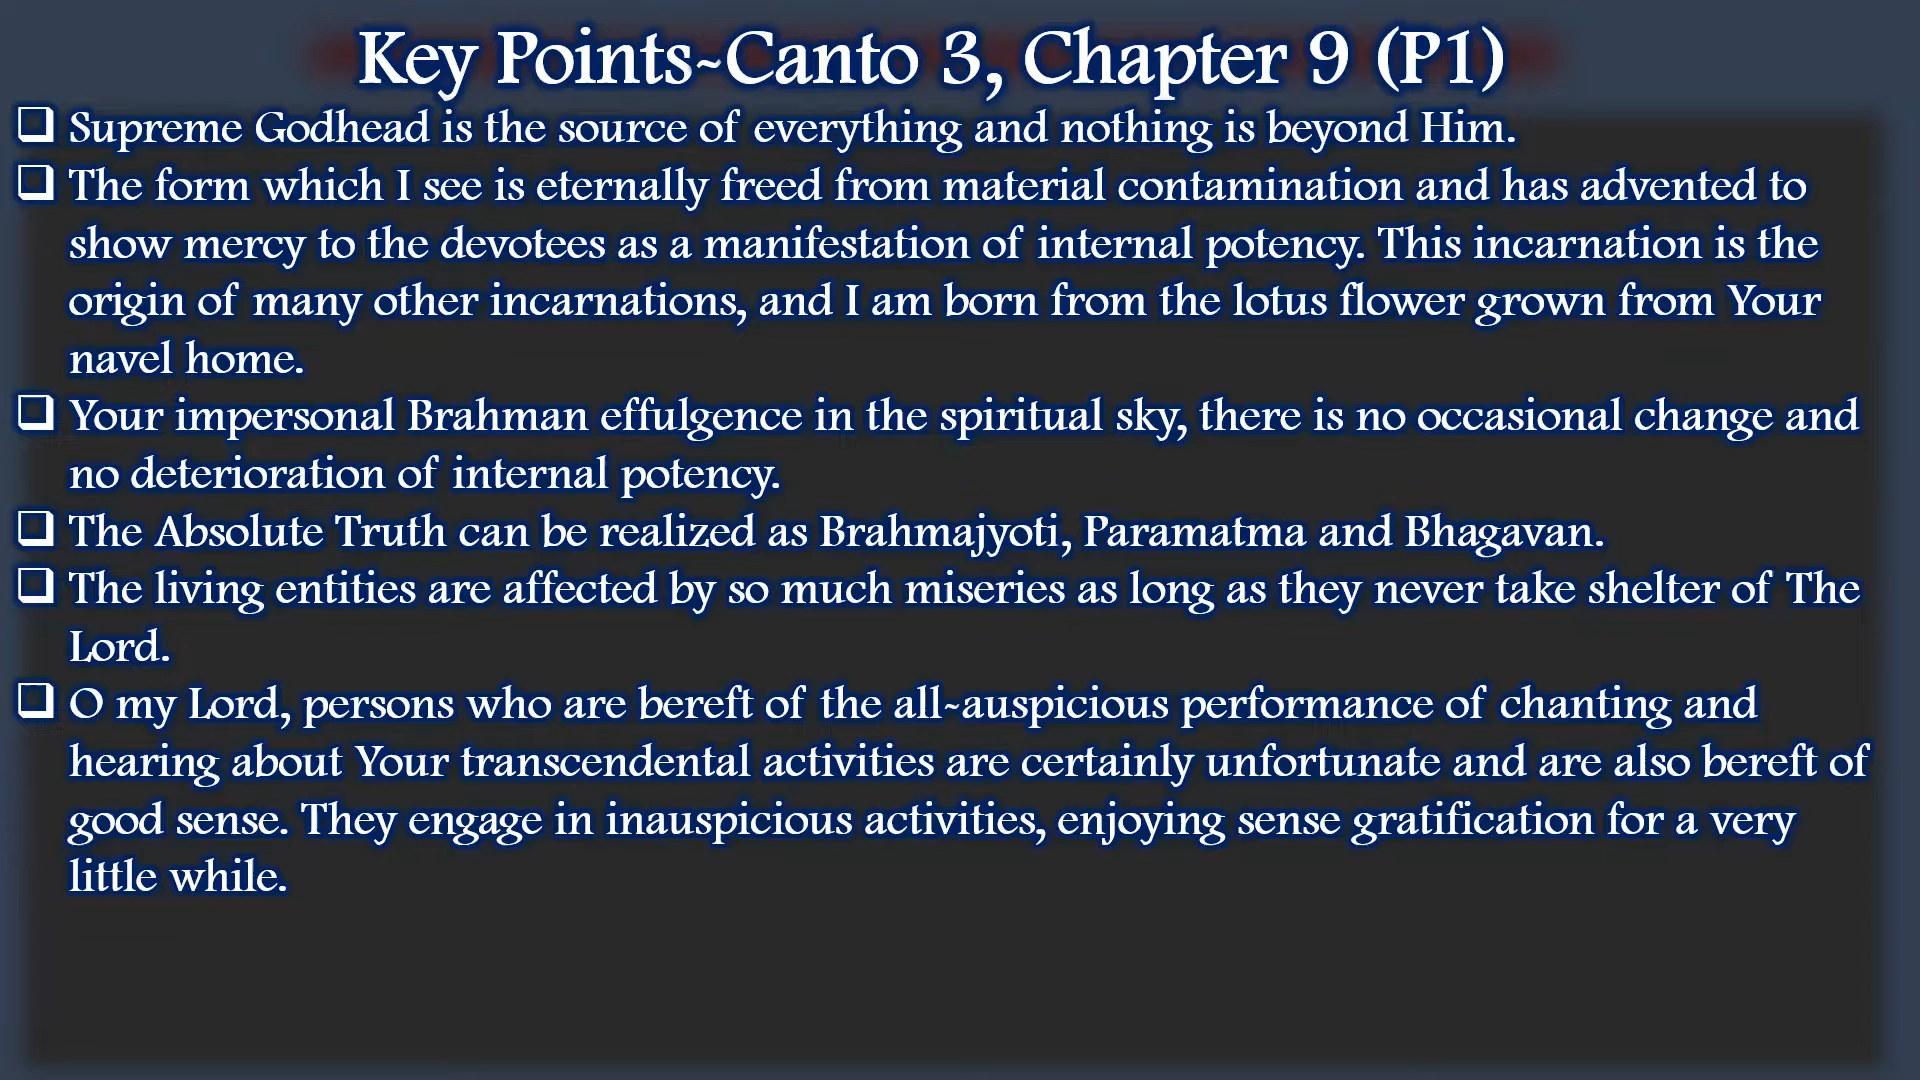 Key Points~Canto 3, Chapter 9 (P1)
❑ Supreme Godhead is the source of everything and nothing is beyond Him.
❑ The form which I see is eternally freed from material contamination and has advented to
show mercy to the devotees as a manifestation of internal potency. This incarnation is the
origin of many other incarnations, and I am born from the lotus flower grown from Your
navel home.
❑ Your impersonal Brahman effulgence in the spiritual sky, there is no occasional change and
no deterioration of internal potency.
❑ The Absolute Truth can be realized as Brahmajyoti, Paramatma and Bhagavan.
❑ The living entities are affected by so much miseries as long as they never take shelter of The
Lord.
❑ O my Lord, persons who are bereft of the all~auspicious performance of chanting and
hearing about Your transcendental activities are certainly unfortunate and are also bereft of
good sense. They engage in inauspicious activities, enjoying sense gratification for a very
little while.